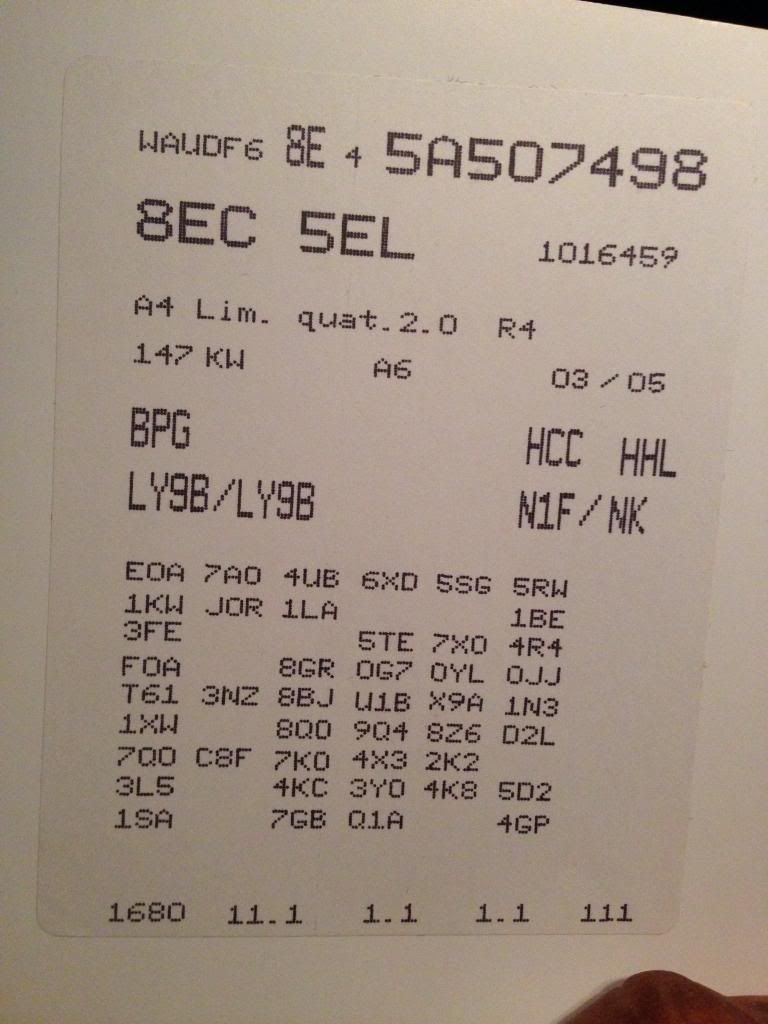 WAUDF6 8E 4 5A507498
8EC 5EL 1016459
A4 Lim. quat.2.0 R4
147 KW A6 03/05
BPG HCC HHL
LY9B/LY9B N1F/NK
E0A 7A0 4UB 6XD 5SG 5RW
1KW J0R 1LA 1BE
3FE 5TE 7X0 4R4
F0A 8GR 0G7 0YL 0JJ
T61 3NZ 8BJ U1B X9A 1N3
1XW 8Q0 9Q4 8Z6 D2L
7Q0 C8F 7K0 4X3 2K2
3L5 4KC 3Y0 4K8 5D2
1SA 7GB Q1A 4GP
1680 11.1 1.1 1.1 111